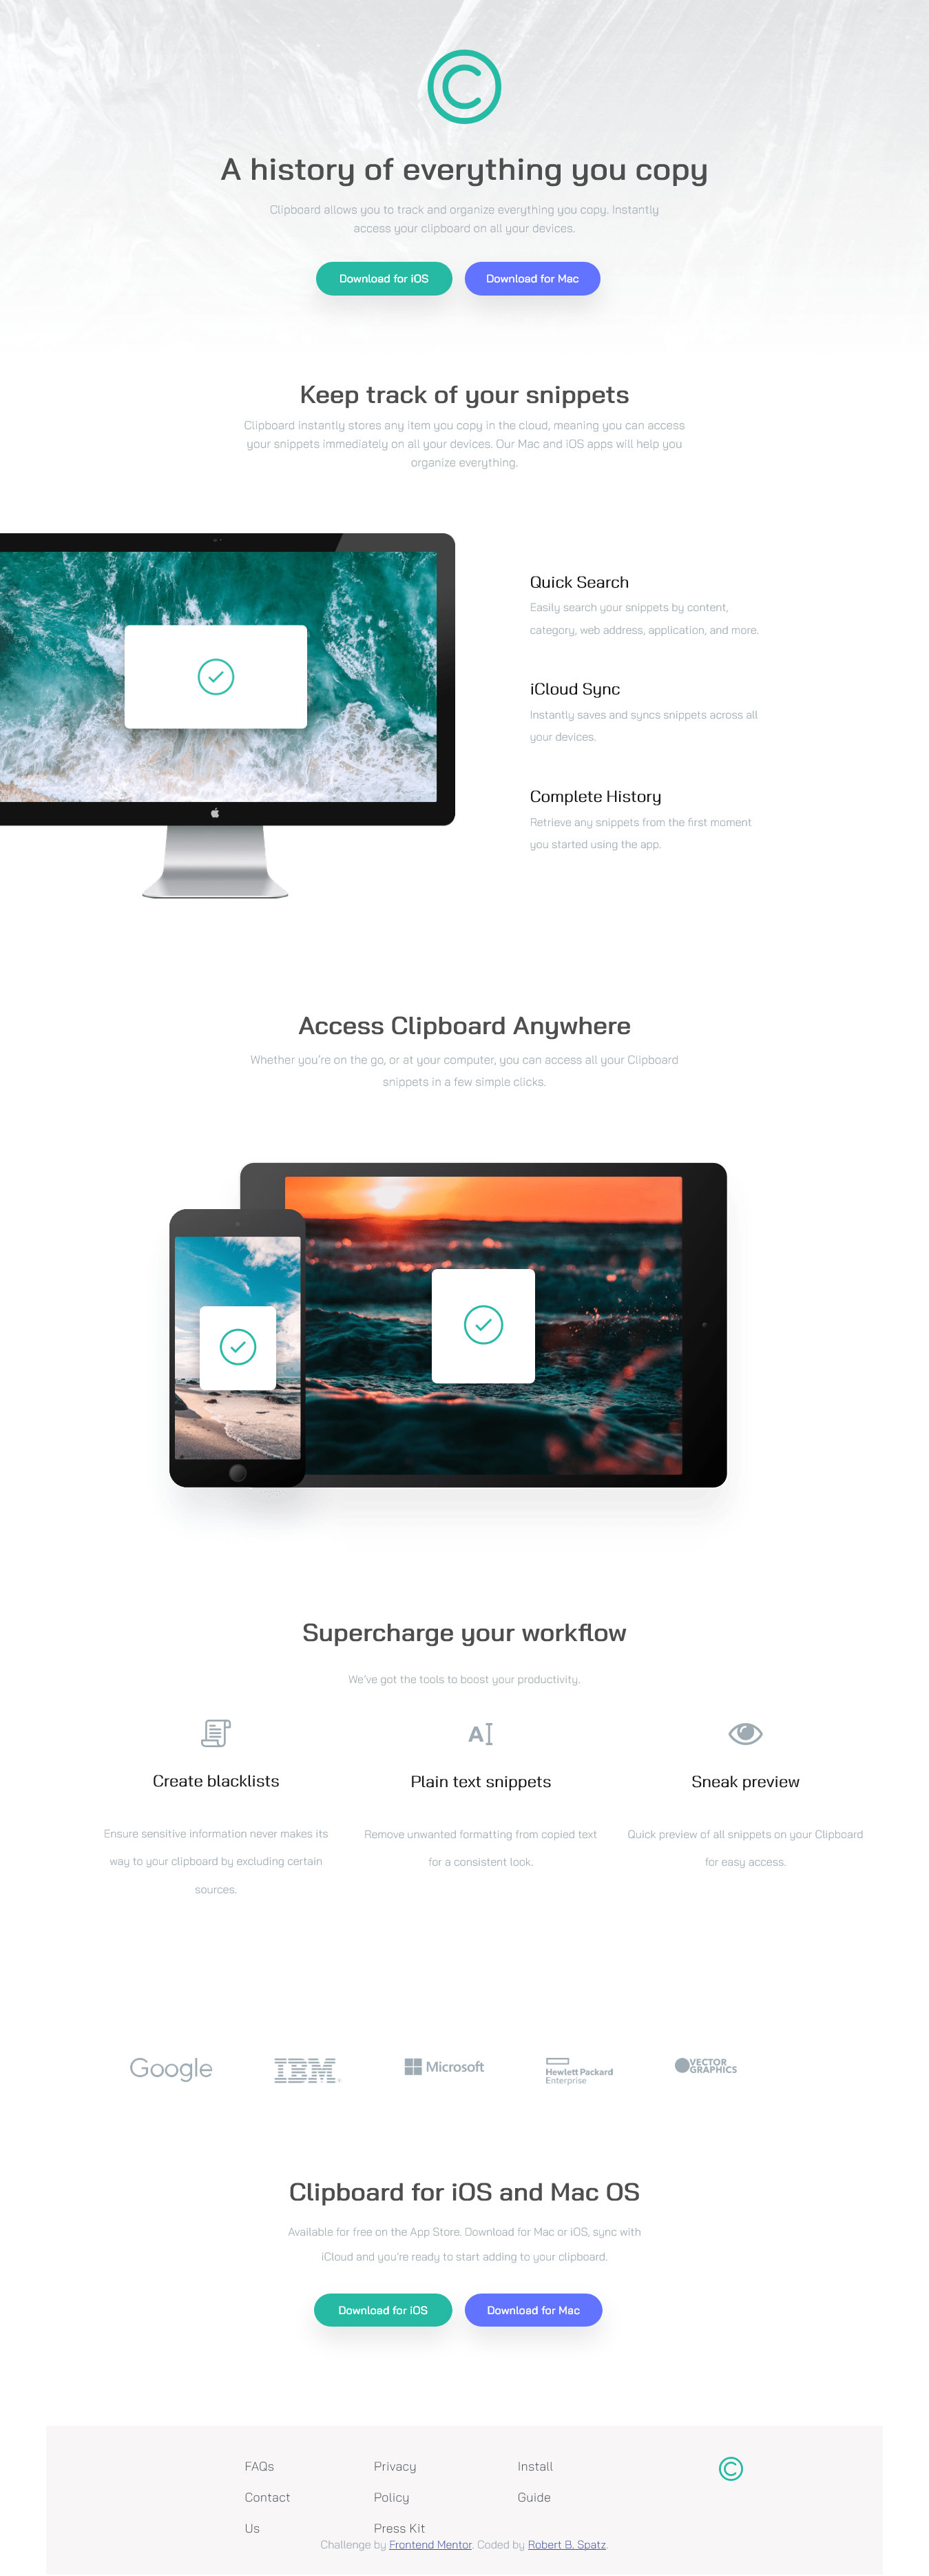 A history of everything you copy
Clipboard allows you to track and organize everything you copy. Instantly
access your clipboard on all your devices.
Download for iOS
Download for Mac
Keep track of your snippets
Clipboard instantly stores any item you copy in the cloud, meaning you can access
your snippets immediately on all your devices. Our Mac and iOS apps will help you
organize everything.
Quick Search
Easily search your snippets by content,
category, web address, application, and more.
iCloud Sync
Instantly saves and syncs snippets across all
your devices.
Complete History
Retrieve any snippets from the first moment
you started using the app.
Access Clipboard Anywhere
Whether you're on the go, or at your computer, you can access all your Clipboard
snippets in a few simple clicks.
Supercharge your workflow
We've got the tools to boost your productivity.
Create blacklists
Ensure sensitive information never makes its
way to your clipboard by excluding certain
sources.
Plain text snippets
Remove unwanted formatting from copied text
for a consistent look.
Sneak preview
Quick preview of all snippets on your Clipboard
for easy access.
Google
IBM
Microsoft
Hewlett Packard
Enterprise
VECTOR
GRAPHICS
Clipboard for iOS and Mac OS
Available for free on the App Store. Download for Mac or iOS, sync with
iCloud and you're ready to start adding to your clipboard.
Download for iOS
Download for Mac
FAQs
Contact
Us
Privacy
Policy
Press Kit
Install
Guide
Challenge by Frontend Mentor. Coded by Robert B. Spatz.